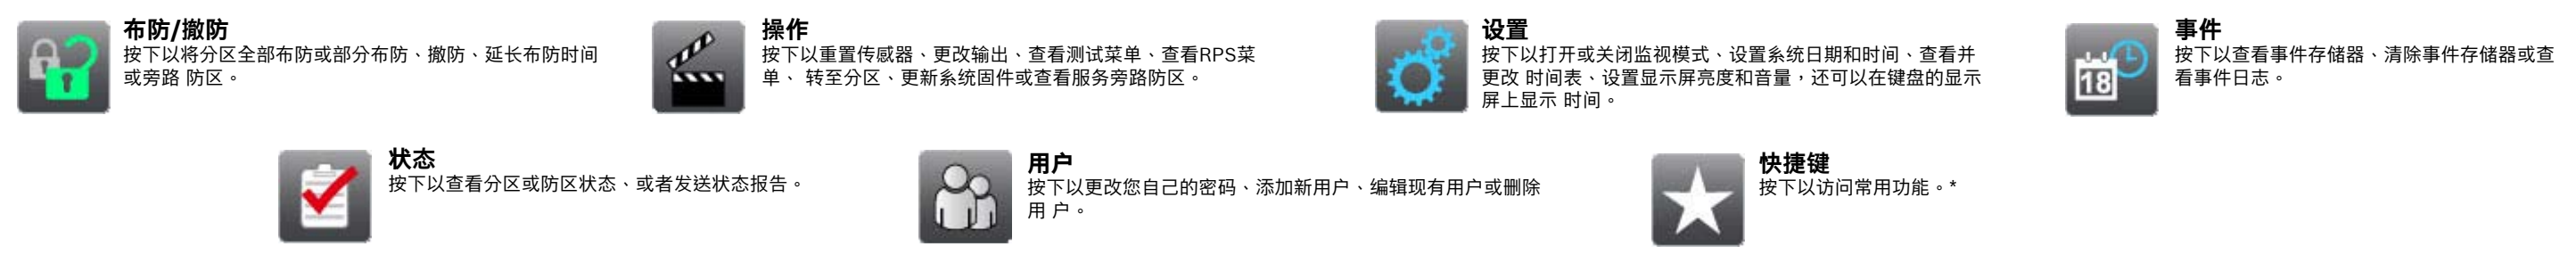 布防/撤防
按下以将分区全部布防或部分布防、撤防、延长布防时间
或旁路 防区。
操作
按下以重置传感器、更改输出、查看测试菜单、查看RPS菜
单、 转至分区、更新系统固件或查看服务旁路防区。
设置
按下以打开或关闭监视模式、设置系统日期和时间、查看并
更改 时间表、设置显示屏亮度和音量，还可以在键盘的显示
屏上显示 时间。
18
事件
按下以查看事件存储器、清除事件存储器或查
看事件日志。
状态
按下以查看分区或防区状态、或者发送状态报告。
用户
按下以更改您自己的密码、添加新用户、编辑现有用户或删除
用 户。
快捷键
按下以访问常用功能。*